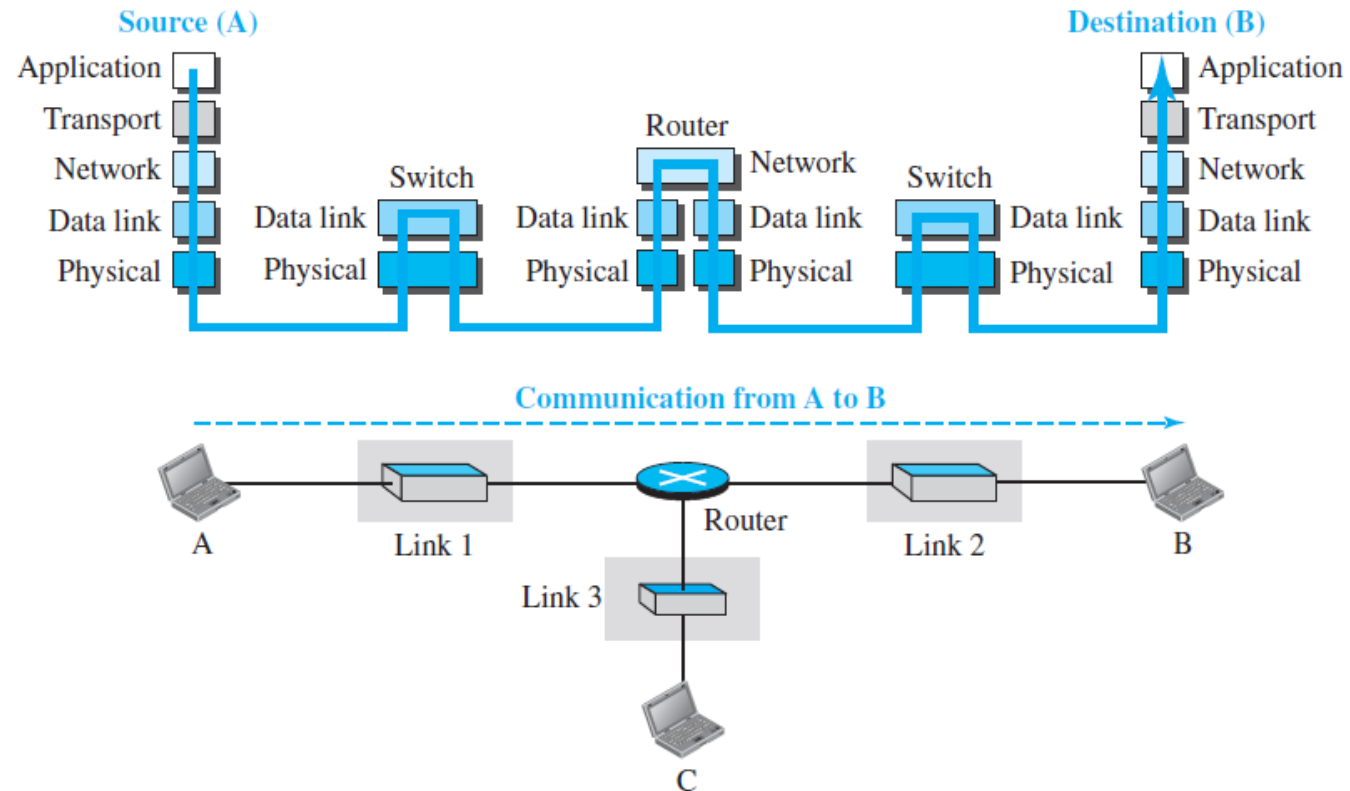 Source (A)
Destination (B)
Application
Application
Transport
Transport
Router
Network
Switch
Network
Switch
Network
Data link
Data link
Data link
Data link
Data link
Data link
Physical
Physical
Physical
Physical
Physical
Physical
Communication from A to B
A
Link 1
Router
Link 2
B
Link 3
C